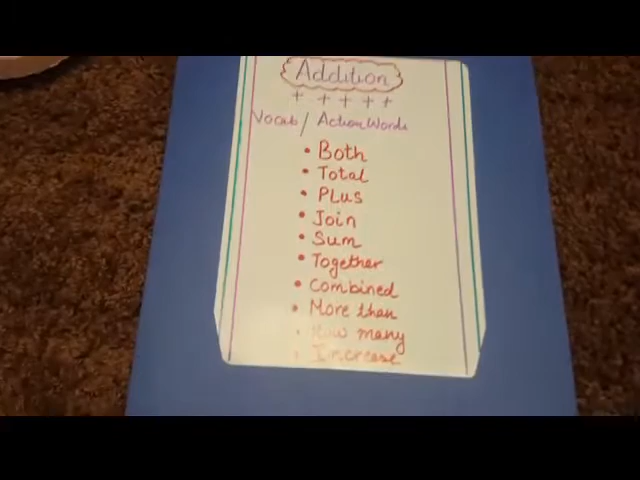 Addition
+ + + + +
Vocab/ Action Words
• Both
• Total
• Plus
• Join
• Sum
• Together
• Combined
• More than
• How many
• Increase